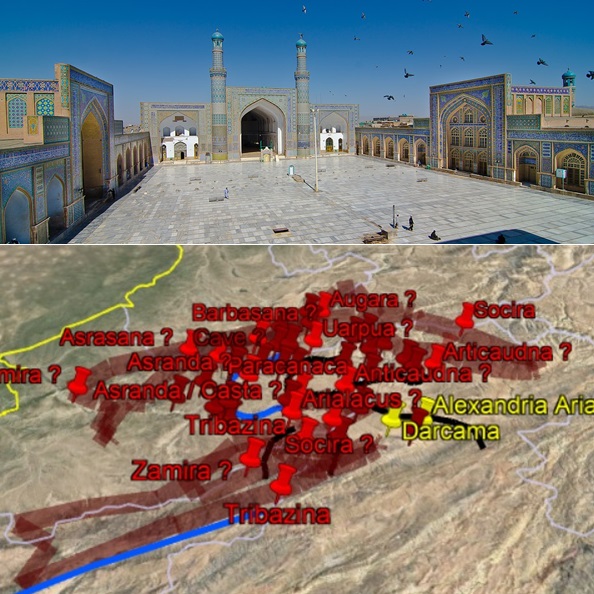 Augara ?
Barbasana ?
Socira
Uarpua ?
Asrasana ?
Cave ?
Articaudna ?
Asranda ?
Paracanaca
Anticaudna ?
mira ?
Asranda / Casta ?
Ariaracus ?
Alexandria Aria
Tribazina
Darcama
Socira ?
Zamira ?
Tribazina